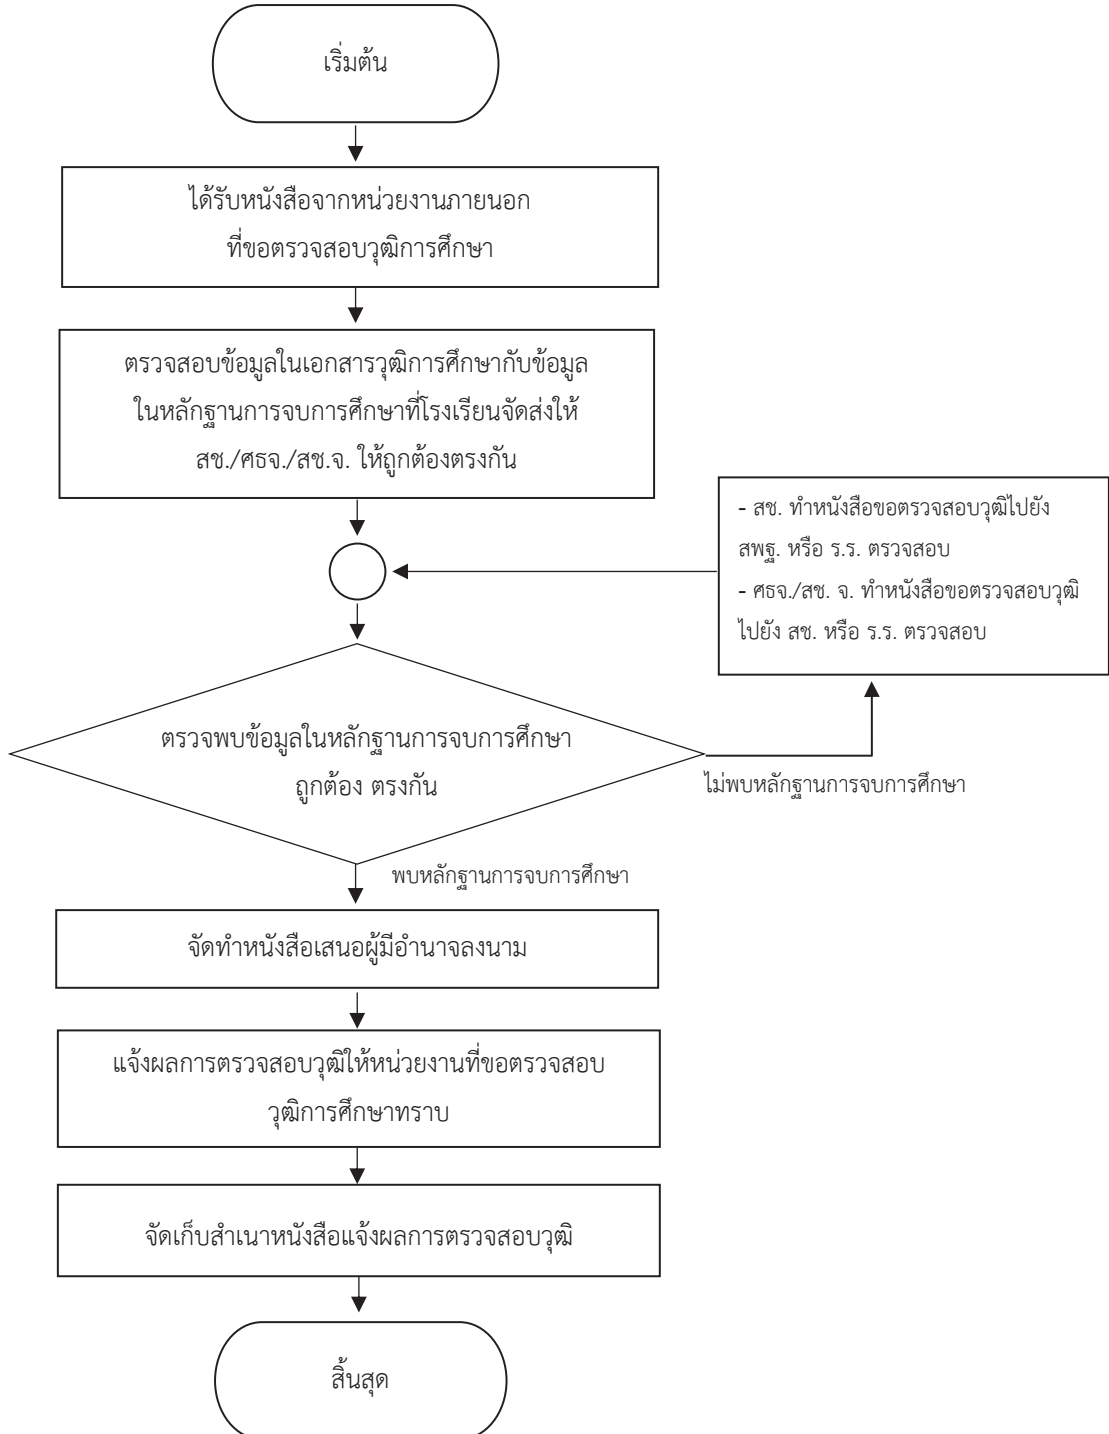 เริ่มต้น
ได้รับหนังสือจากหน่วยงานภายนอก
ที่ขอตรวจสอบวุฒิการศึกษา
ตรวจสอบข้อมูลในเอกสารวุฒิการศึกษากับข้อมูล
ในหลักฐานการจบการศึกษาที่โรงเรียนจัดส่งให้
สช./ศธจ./สช.จ. ให้ถูกต้องตรงกัน
- สช. ทำหนังสือขอตรวจสอบวุฒิไปยัง
สพฐ. หรือ ร.ร. ตรวจสอบ
- ศธจ./สช. จ. ทำหนังสือขอตรวจสอบวุฒิ
ไปยัง สช. หรือ ร.ร. ตรวจสอบ
ตรวจพบข้อมูลในหลักฐานการจบการศึกษา
ถูกต้อง ตรงกัน
ไม่พบหลักฐานการจบการศึกษา
พบหลักฐานการจบการศึกษา
จัดทำหนังสือเสนอผู้มีอำนาจลงนาม
แจ้งผลการตรวจสอบวุฒิให้หน่วยงานที่ขอตรวจสอบ
วุฒิการศึกษาทราบ
จัดเก็บสำเนาหนังสือแจ้งผลการตรวจสอบวุฒิ
สิ้นสุด